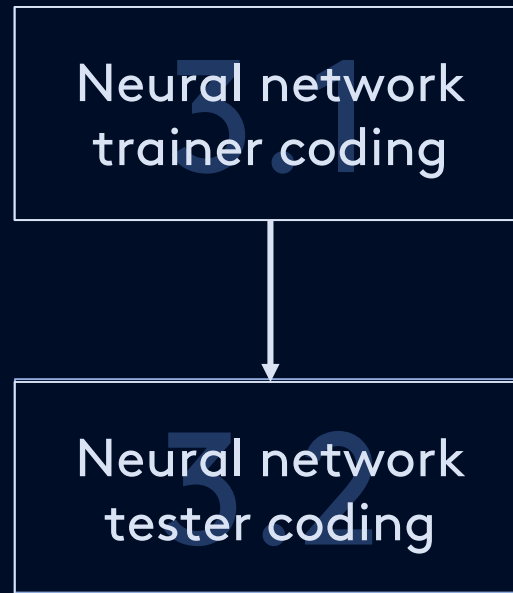 3.1
Neural network
trainer coding
3.2
Neural network
tester coding